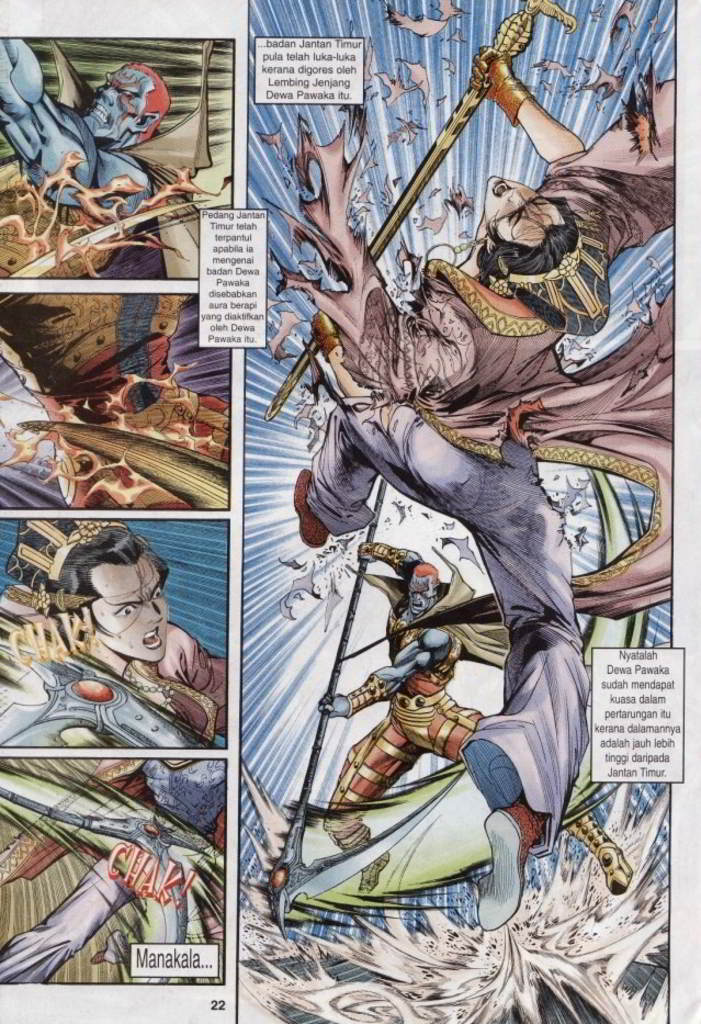 Pedang Jantan
Timur telah
terpantul
apabila ia
mengenai
badan Dewa
Pawaka
disebabkan
aura berapi
yang diaktifkan
oleh Dewa
Pawaka itu.
CHAK!
CHAK!
Manakala...
...badan Jantan Timur
pula telah luka-luka
kerana digores oleh
Lembing Jenjang
Dewa Pawaka itu.
Nyatalah
Dewa Pawaka
sudah mendapat
kuasa dalam
pertarungan itu
kerana dalamannya
adalah jauh lebih
tinggi daripada
Jantan Timur.
22